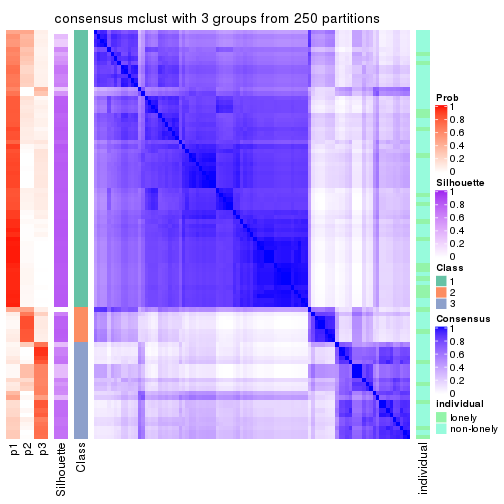 consensus mclust with 3 groups from 250 partitions
Prob
1
0.8
0.6
0.4
0.2
0
Silhouette
1
0.8
0.6
0.4
0.2
0
Class
1
2
3
Consensus
1
0.8
0.6
0.4
0.2
0
individual
lonely
non-lonely
p1
p2
p3
Silhouette
Class
individual